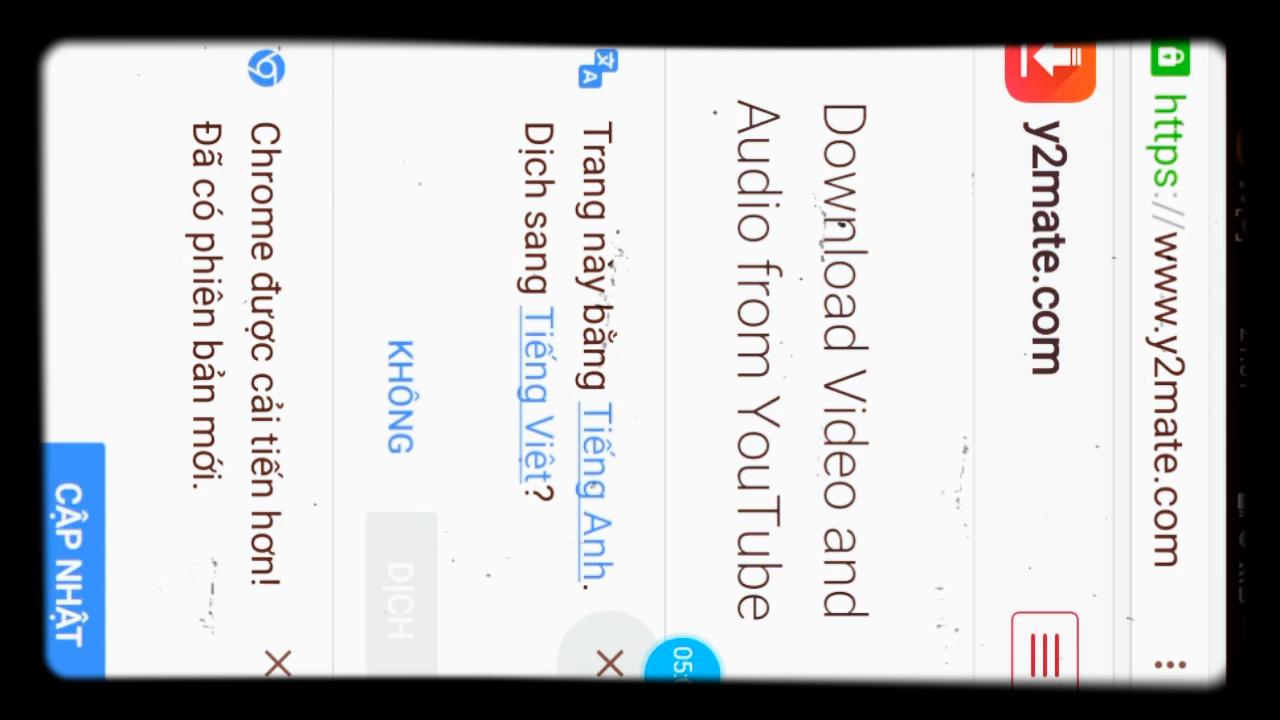 https://www.y2mate.com
y2mate.com
Download Video and
Audio from YouTube
Trang này bằng Tiếng Anh.
Dịch sang Tiếng Việt?
KHÔNG
DỊCH
Chrome được cải tiến hơn!
Đã có phiên bản mới.
CẬP NHẬT